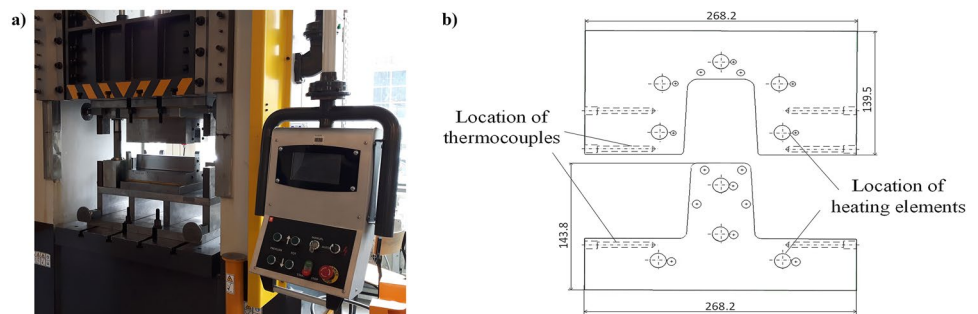 a)
b)
268.2
139.5
Location of
thermocouples
Location of
heating elements
143.8
268.2